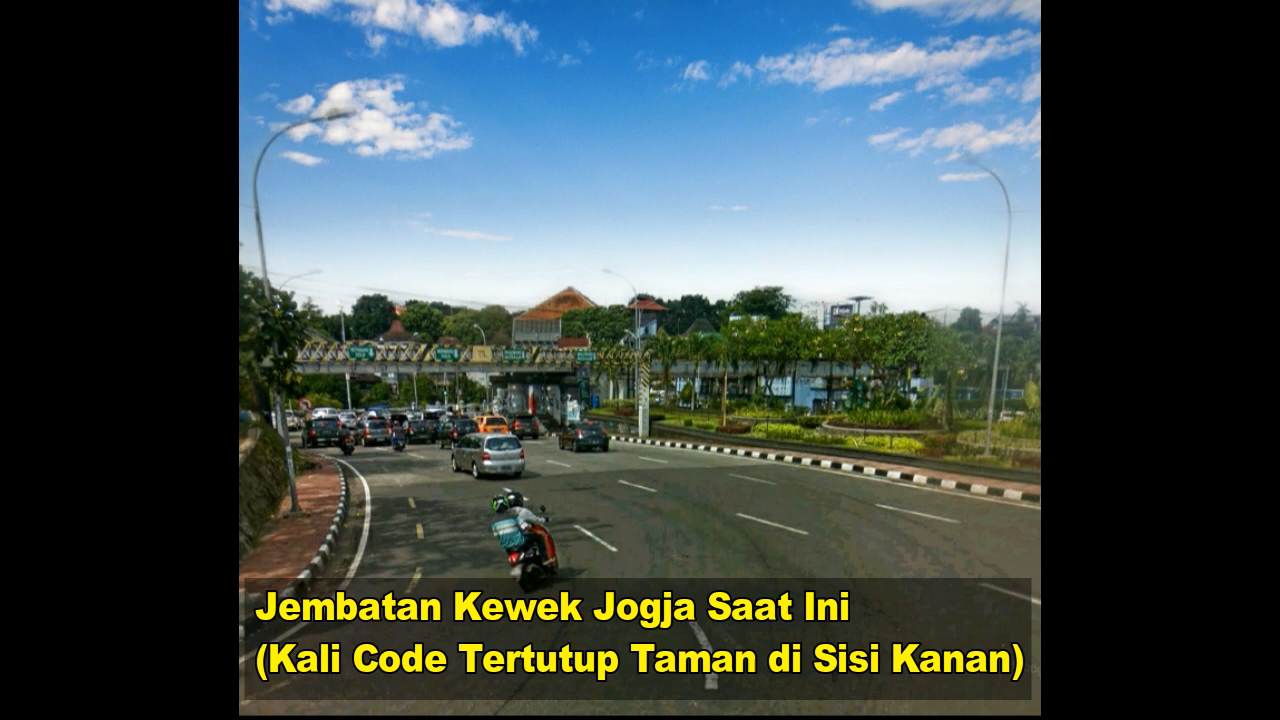 Jembatan Kewek Jogja Saat Ini
(Kali Code Tertutup Taman di Sisi Kanan)